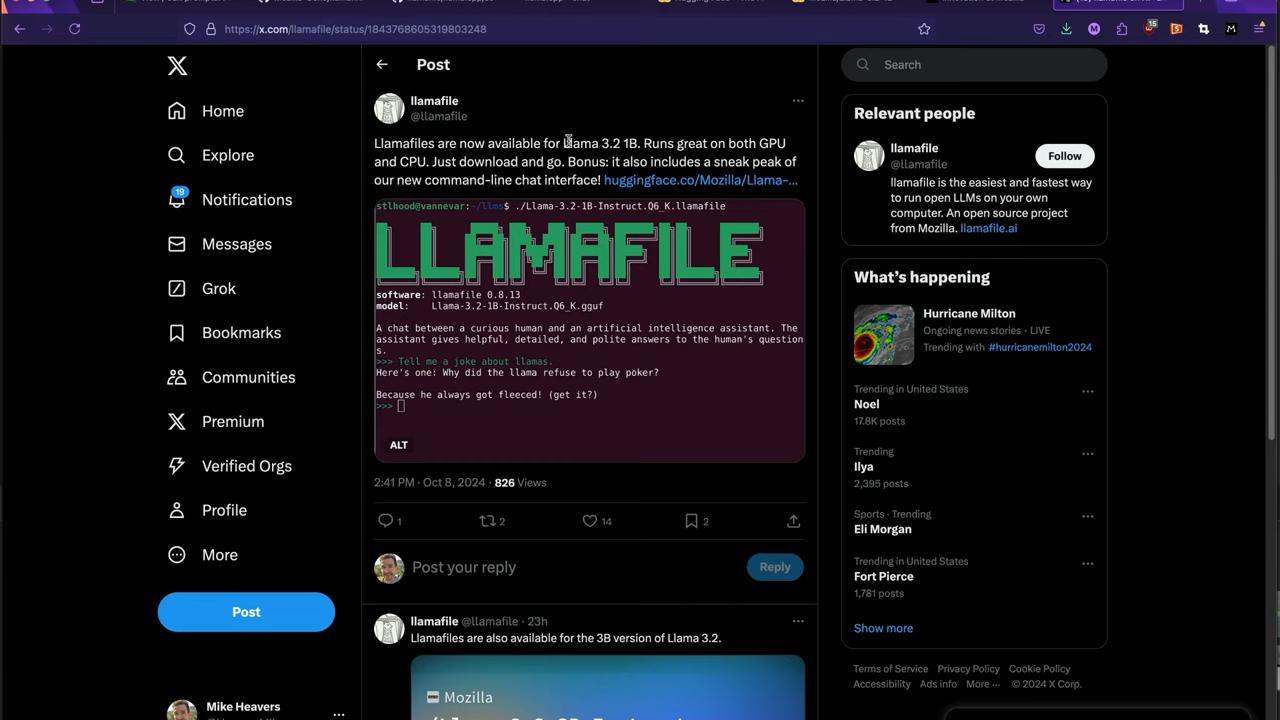 https://x.com/llamafile/status/1843768605319803248
15
Home
Explore
19
Notifications
Messages
Grok
Bookmarks
Communities
Premium
Verified Orgs
Profile
More
Post
Mike Heavers
Post
llamafile
@llamafile
Llamafiles are now available for Llama 3.2 1B. Runs great on both GPU
and CPU. Just download and go. Bonus: it also includes a sneak peak of
our new command-line chat interface! huggingface.co/Mozilla/Llama-…
stlhood@vannevar:~/llms$ ./Llama-3.2-1B-Instruct.Q6_K.llamafile
LLAMAFILE
software: llamafile 0.8.13
model: Llama-3.2-1B-Instruct.Q6_K.gguf
A chat between a curious human and an artificial intelligence assistant. The
assistant gives helpful, detailed, and polite answers to the human's question
s.
>>> Tell me a joke about llamas.
Here's one: Why did the llama refuse to play poker?
Because he always got fleeced! (get it?)
>>>
ALT
2:41 PM · Oct 8, 2024 · 826 Views
1
2
14
2
Post your reply
Reply
llamafile @llamafile · 23h
Llamafiles are also available for the 3B version of Llama 3.2.
Mozilla
Search
Relevant people
llamafile
@llamafile
Follow
llamafile is the easiest and fastest way
to run open LLMs on your own
computer. An open source project
from Mozilla. llamafile.ai
What's happening
Hurricane Milton
Ongoing news stories · LIVE
Trending with #hurricanemilton2024
Trending in United States
Noel
17.8K posts
Trending
Ilya
2,395 posts
Sports · Trending
Eli Morgan
Trending in United States
Fort Pierce
1,781 posts
Show more
Terms of Service Privacy Policy Cookie Policy
Accessibility Ads info More ··· © 2024 X Corp.